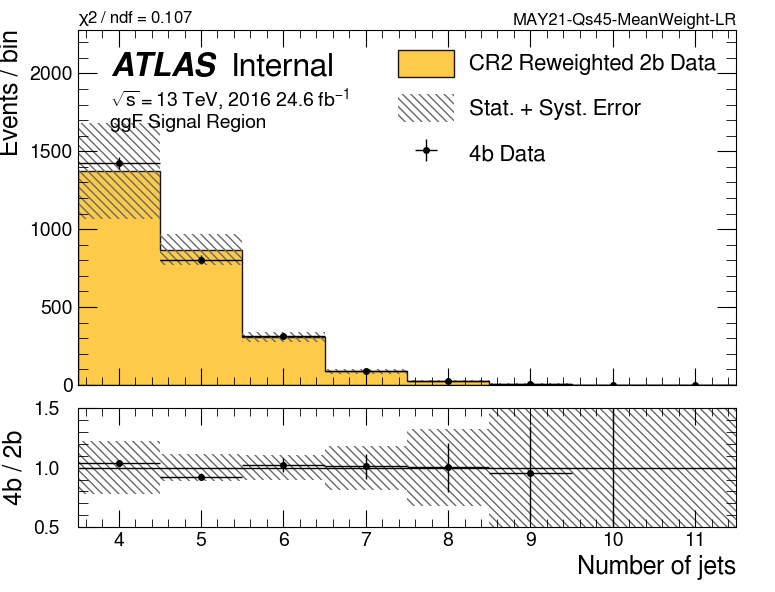 χ2 / ndf = 0.107
MAY21-Qs45-MeanWeight-LR
Events / bin
2000
1500
1000
500
0
ATLAS Internal
√s = 13 TeV, 2016 24.6 fb−1
ggF Signal Region
CR2 Reweighted 2b Data
Stat. + Syst. Error
4b Data
4b / 2b
1.5
1.0
0.5
4 5 6 7 8 9 10 11
Number of jets